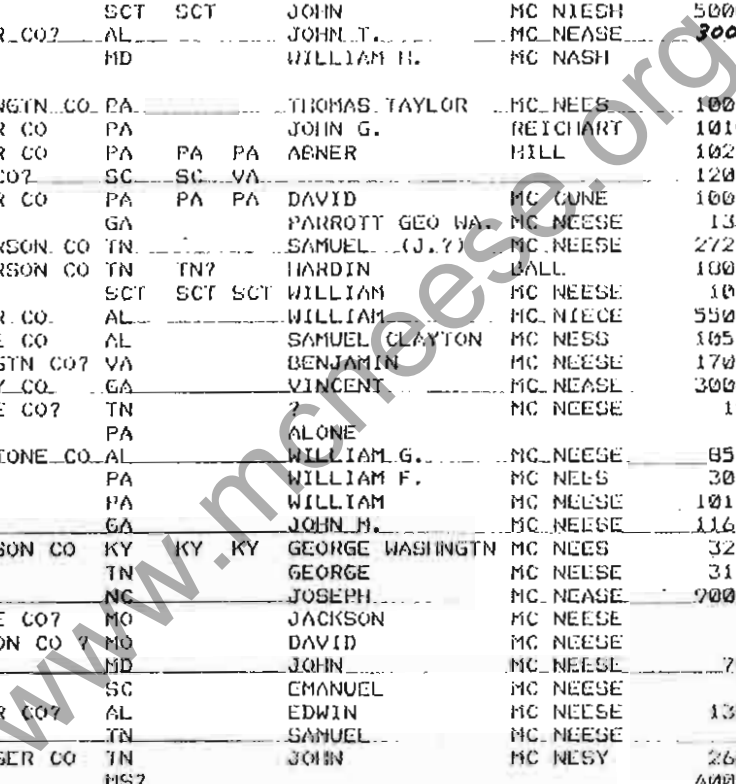 SCT SCT JOHN MC NIESH 500
R CO? AL JOHN T. MC NEASE 300
MD WILLIAM H. MC NASH
NGTN CO PA THOMAS TAYLOR MC NEES 100
R CO PA JOHN G. REICHART 101
R CO PA PA PA ABNER HILL 102
CO? SC SC VA 120
R CO PA PA PA DAVID MC CUNE 100
GA PARROTT GEO WA. MC NEESE 13
RSON CO TN SAMUEL (J.?) MC NEESE 272
RSON CO TN TN? HARDIN BALL 180
SCT SCT SCT WILLIAM MC NEESE 10
R CO. AL WILLIAM MC NIECE 550
E CO AL SAMUEL CLAYTON MC NESS 105
GTN CO? VA BENJAMIN MC NEESE 170
Y CO GA VINCENT MC NEASE 300
E CO? TN ? MC NEESE 1
PA ALONE
TONE CO AL WILLIAM G. MC NEESE 85
PA WILLIAM F. MC NEES 30
PA WILLIAM MC NEESE 101
GA JOHN M. MC NEESE 116
SON CO KY KY KY GEORGE WASHINGTN MC NEES 32
TN GEORGE MC NEESE 31
NC JOSEPH MC NEASE 900
E CO? MO JACKSON MC NEESE
ON CO ? MO DAVID MC NEESE
MD JOHN MC NEESE 7
SC EMANUEL MC NEESE
R CO? AL EDWIN MC NEESE 13
TN SAMUEL MC NEESE
SER CO TN JOHN MC NESY 26
MS? 600
www.mcneese.org